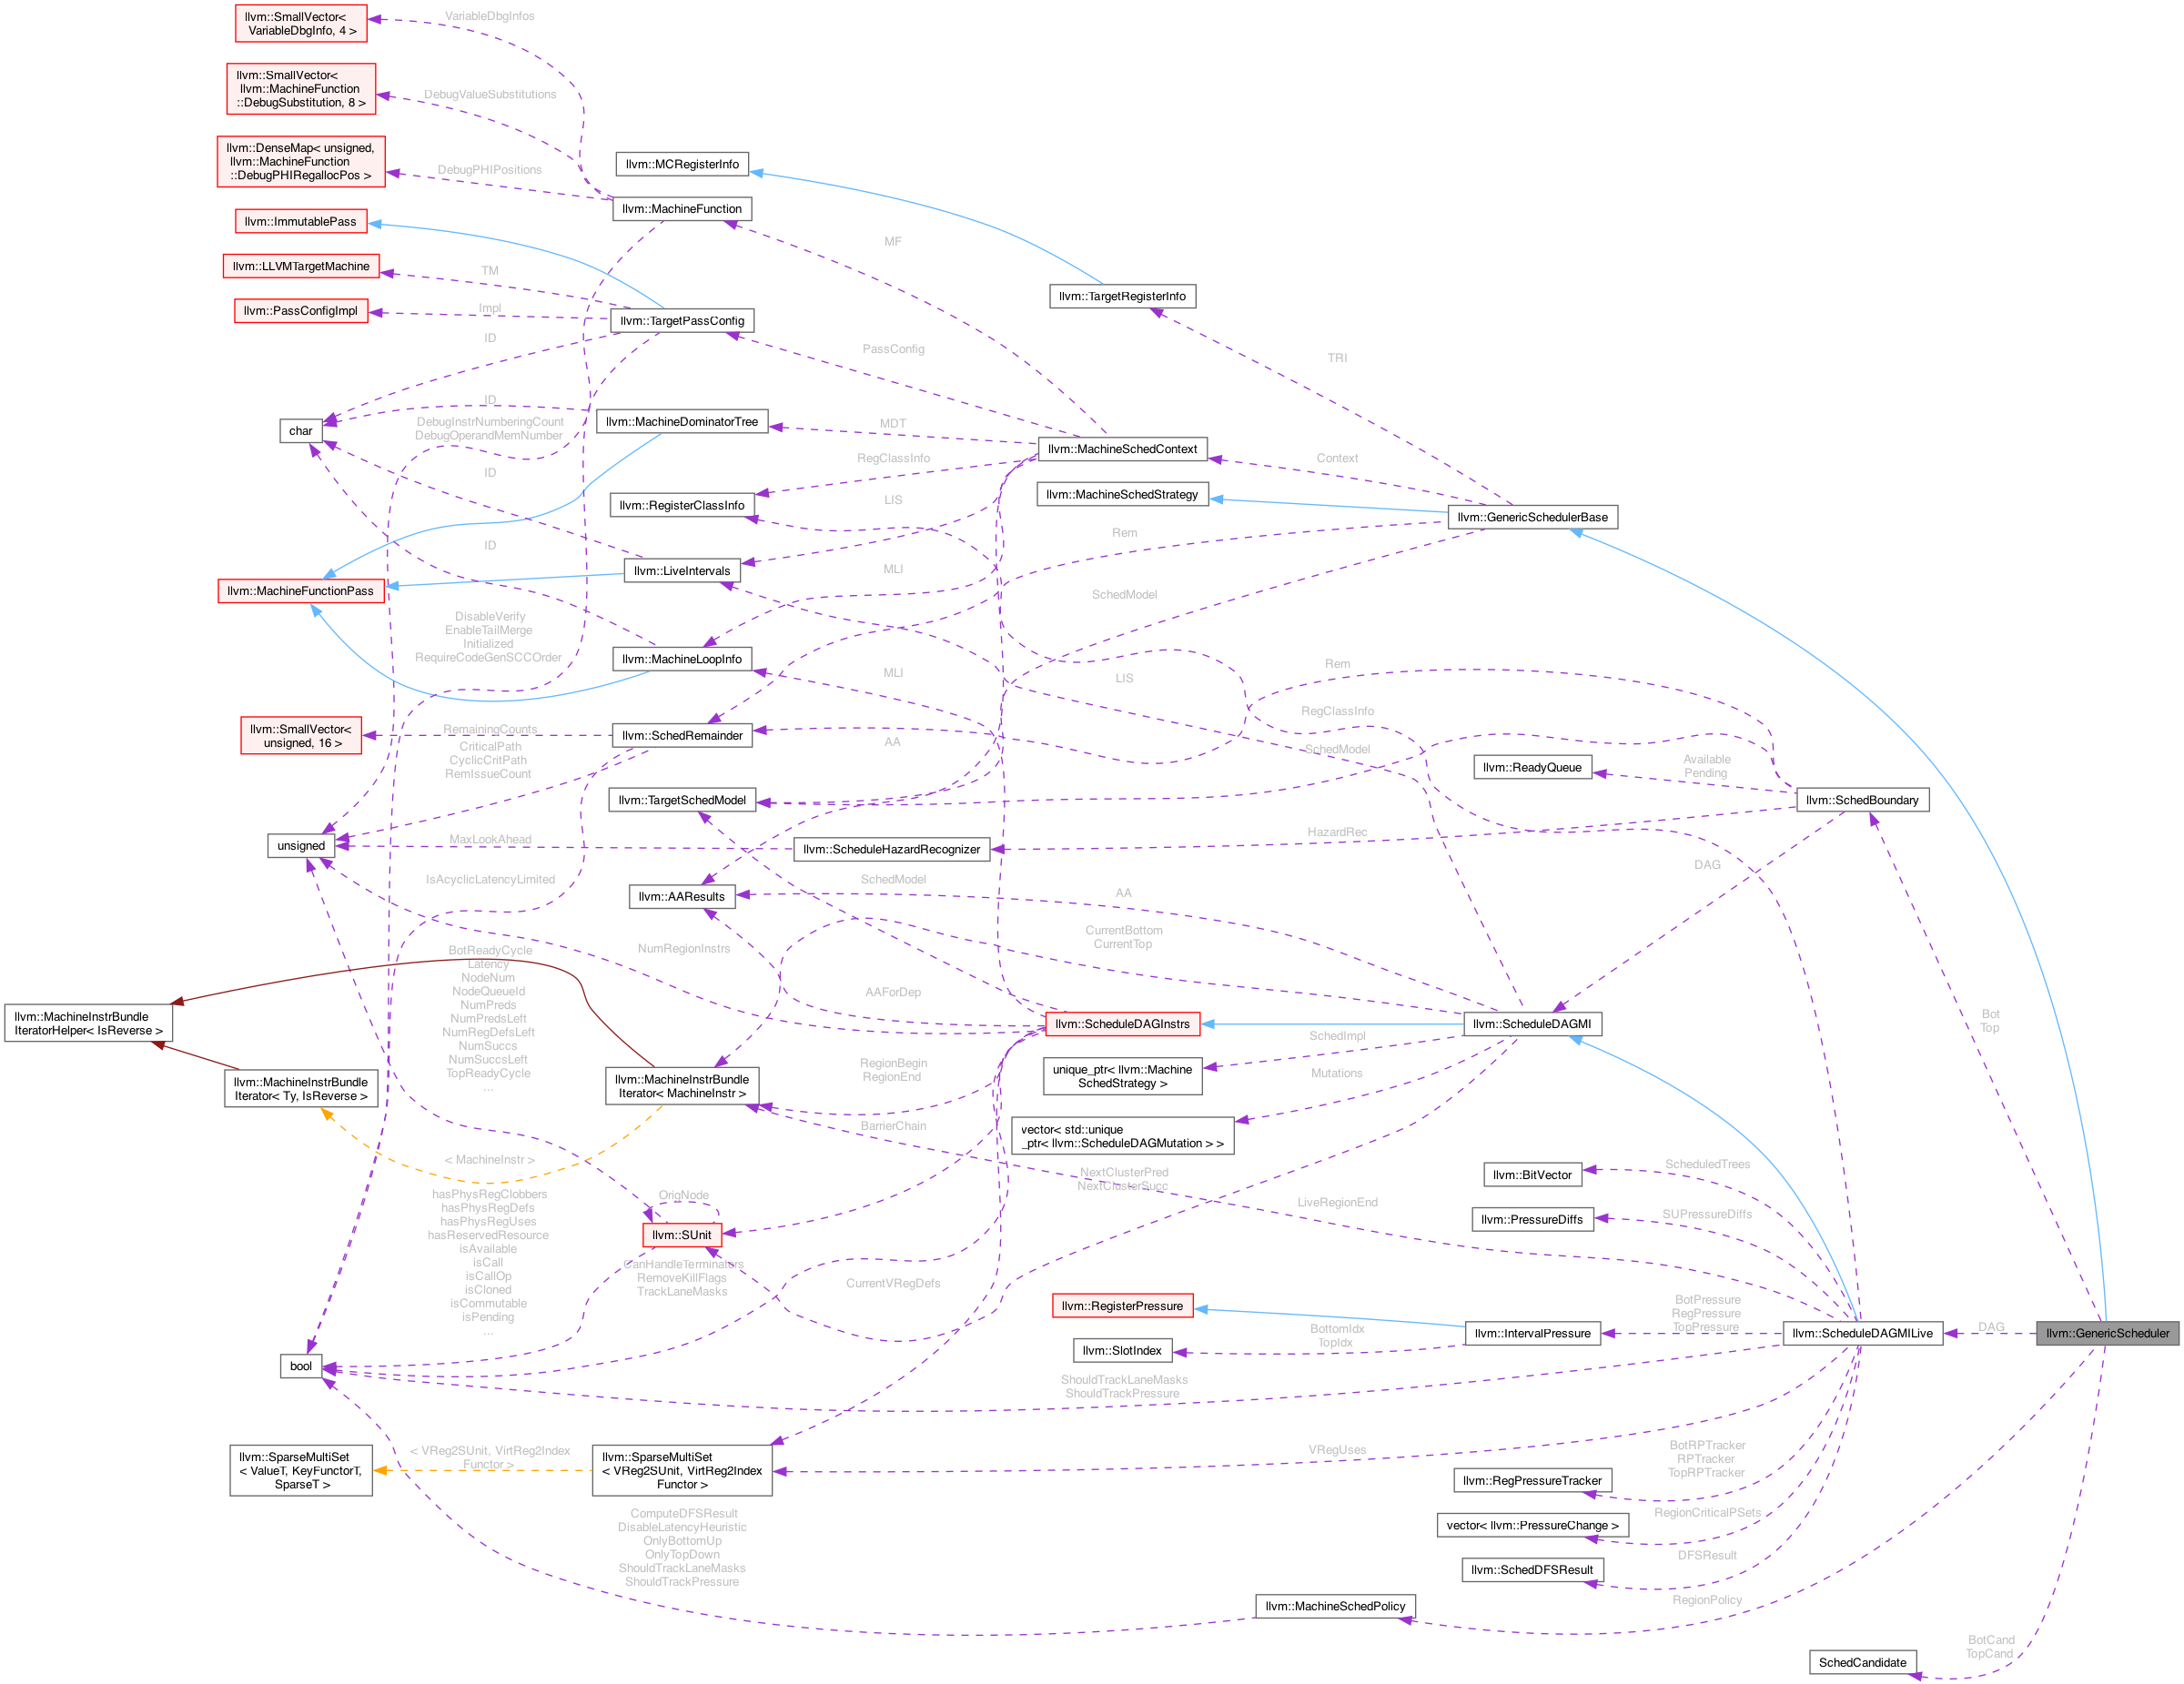 llvm::SmallVector<
VariableDbgInfo, 4 >
VariableDbgInfos
llvm::SmallVector<
llvm::MachineFunction
::DebugSubstitution, 8 >
DebugValueSubstitutions
llvm::DenseMap< unsigned,
llvm::MachineFunction
::DebugPHIRegallocPos >
DebugPHIPositions
llvm::MCRegisterInfo
llvm::MachineFunction
llvm::ImmutablePass
MF
llvm::LLVMTargetMachine
TM
llvm::TargetRegisterInfo
llvm::PassConfigImpl
Impl
llvm::TargetPassConfig
ID
PassConfig
TRI
ID
char
DebugInstrNumberingCount
DebugOperandMemNumber
llvm::MachineDominatorTree
MDT
llvm::MachineSchedContext
RegClassInfo
Context
ID
llvm::RegisterClassInfo
LIS
llvm::MachineSchedStrategy
llvm::GenericSchedulerBase
ID
Rem
llvm::LiveIntervals
MLI
llvm::MachineFunctionPass
SchedModel
DisableVerify
EnableTailMerge
Initialized
RequireCodeGenSCCOrder
llvm::MachineLoopInfo
MLI
LIS
Rem
llvm::SmallVector<
unsigned, 16 >
RemainingCounts
CriticalPath
CyclicCritPath
RemIssueCount
llvm::SchedRemainder
AA
RegClassInfo
SchedModel
llvm::ReadyQueue
Available
Pending
llvm::TargetSchedModel
llvm::SchedBoundary
unsigned
MaxLookAhead
llvm::ScheduleHazardRecognizer
HazardRec
IsAcyclicLatencyLimited
llvm::AAResults
SchedModel
AA
DAG
NumRegionInstrs
CurrentBottom
CurrentTop
BotReadyCycle
Latency
NodeNum
NodeQueueId
NumPreds
NumPredsLeft
NumRegDefsLeft
NumSuccs
NumSuccsLeft
TopReadyCycle
...
AAForDep
llvm::MachineInstrBundle
IteratorHelper< IsReverse >
llvm::ScheduleDAGInstrs
llvm::ScheduleDAGMI
Bot
Top
SchedImpl
llvm::MachineInstrBundle
Iterator< Ty, IsReverse >
llvm::MachineInstrBundle
Iterator< MachineInstr >
RegionBegin
RegionEnd
unique_ptr< llvm::Machine
SchedStrategy >
Mutations
BarrierChain
vector< std::unique
_ptr< llvm::ScheduleDAGMutation > >
< MachineInstr >
NextClusterPred
NextClusterSucc
llvm::BitVector
ScheduledTrees
OrigNode
LiveRegionEnd
llvm::PressureDiffs
SUPressureDiffs
llvm::SUnit
hasPhysRegClobbers
hasPhysRegDefs
hasPhysRegUses
hasReservedResource
isAvailable
isCall
isCallOp
isCloned
isCommutable
isPending
...
CanHandleTerminators
RemoveKillFlags
TrackLaneMasks
CurrentVRegDefs
llvm::RegisterPressure
BotPressure
RegPressure
TopPressure
llvm::IntervalPressure
llvm::ScheduleDAGMILive
DAG
llvm::GenericScheduler
BottomIdx
TopIdx
llvm::SlotIndex
bool
ShouldTrackLaneMasks
ShouldTrackPressure
llvm::SparseMultiSet
< ValueT, KeyFunctorT,
SparseT >
< VReg2SUnit, VirtReg2Index
Functor >
llvm::SparseMultiSet
< VReg2SUnit, VirtReg2Index
Functor >
VRegUses
llvm::RegPressureTracker
BotRPTracker
RPTracker
TopRPTracker
vector< llvm::PressureChange >
RegionCriticalPSets
ComputeDFSResult
DisableLatencyHeuristic
OnlyBottomUp
OnlyTopDown
ShouldTrackLaneMasks
ShouldTrackPressure
llvm::SchedDFSResult
DFSResult
llvm::MachineSchedPolicy
RegionPolicy
SchedCandidate
BotCand
TopCand